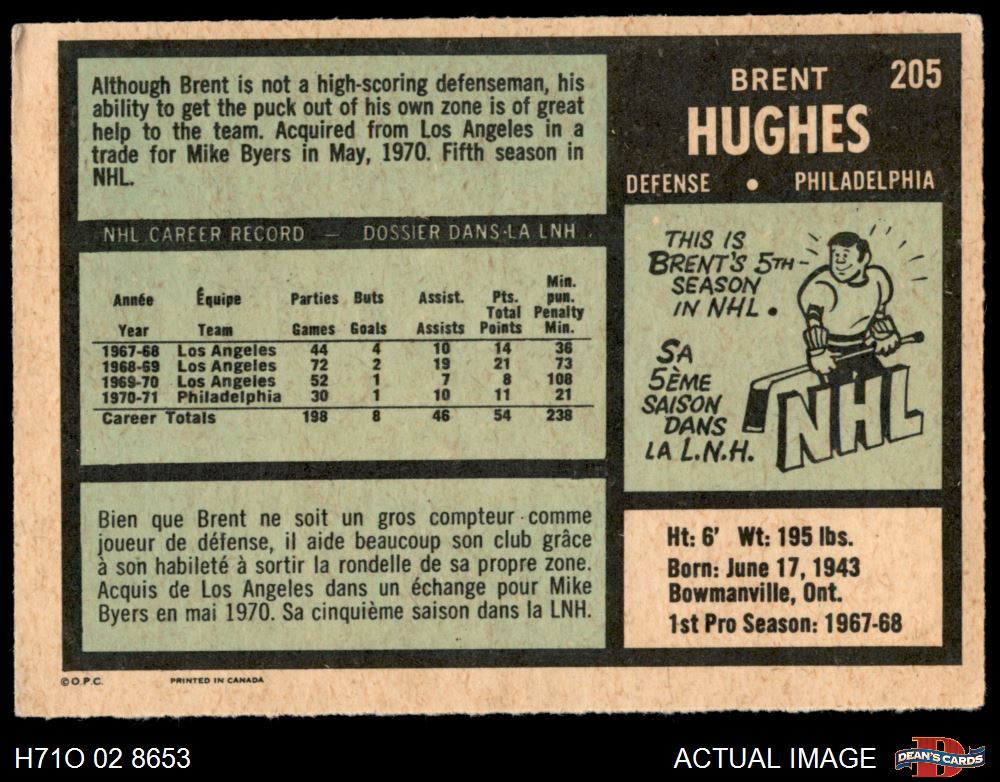 Although Brent is not a high-scoring defenseman, his
ability to get the puck out of his own zone is of great
help to the team. Acquired from Los Angeles in a
trade for Mike Byers in May, 1970. Fifth season in
NHL.
BRENT 205
HUGHES
DEFENSE • PHILADELPHIA
NHL CAREER RECORD — DOSSIER DANS-LA LNH
Année Équipe Parties Buts Assist. Pts. Total Min. pun.
Year Team Games Goals Assists Points Penalty Min.
1967-68 Los Angeles 44 4 10 14 36
1968-69 Los Angeles 72 2 19 21 73
1969-70 Los Angeles 52 1 7 8 108
1970-71 Philadelphia 30 1 10 11 21
Career Totals 198 8 46 54 238
THIS IS
BRENT'S 5TH-
SEASON
IN NHL.
SA
5ÈME
SAISON
DANS
LA L.N.H.
NHL
Bien que Brent ne soit un gros compteur comme
joueur de défense, il aide beaucoup son club grâce
à son habileté à sortir la rondelle de sa propre zone.
Acquis de Los Angeles dans un échange pour Mike
Byers en mai 1970. Sa cinquième saison dans la LNH.
Ht: 6' Wt: 195 lbs.
Born: June 17, 1943
Bowmanville, Ont.
1st Pro Season: 1967-68
©O.P.C. PRINTED IN CANADA
H71O 02 8653 ACTUAL IMAGE
D
DEAN'S CARDS